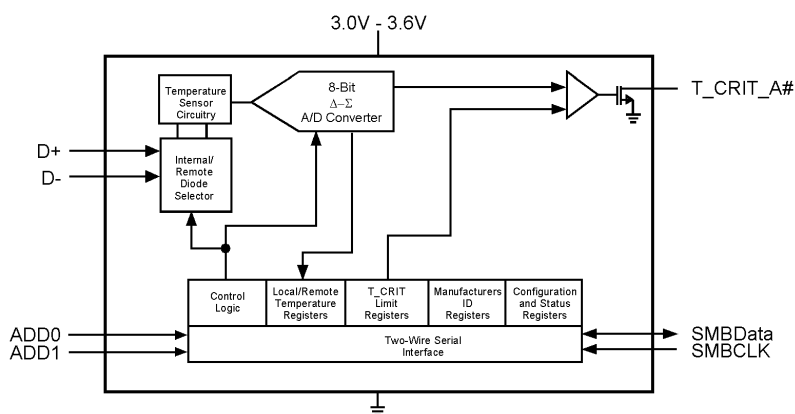 3.0V - 3.6V
Temperature
Sensor
Circuitry
8-Bit
Δ–Σ
A/D Converter
T_CRIT_A#
D+
D-
Internal/
Remote
Diode
Selector
Control
Logic
Local/Remote
Temperature
Registers
T_CRIT
Limit
Registers
Manufacturers
ID
Registers
Configuration
and Status
Registers
ADD0
ADD1
Two-Wire Serial
Interface
SMBData
SMBCLK